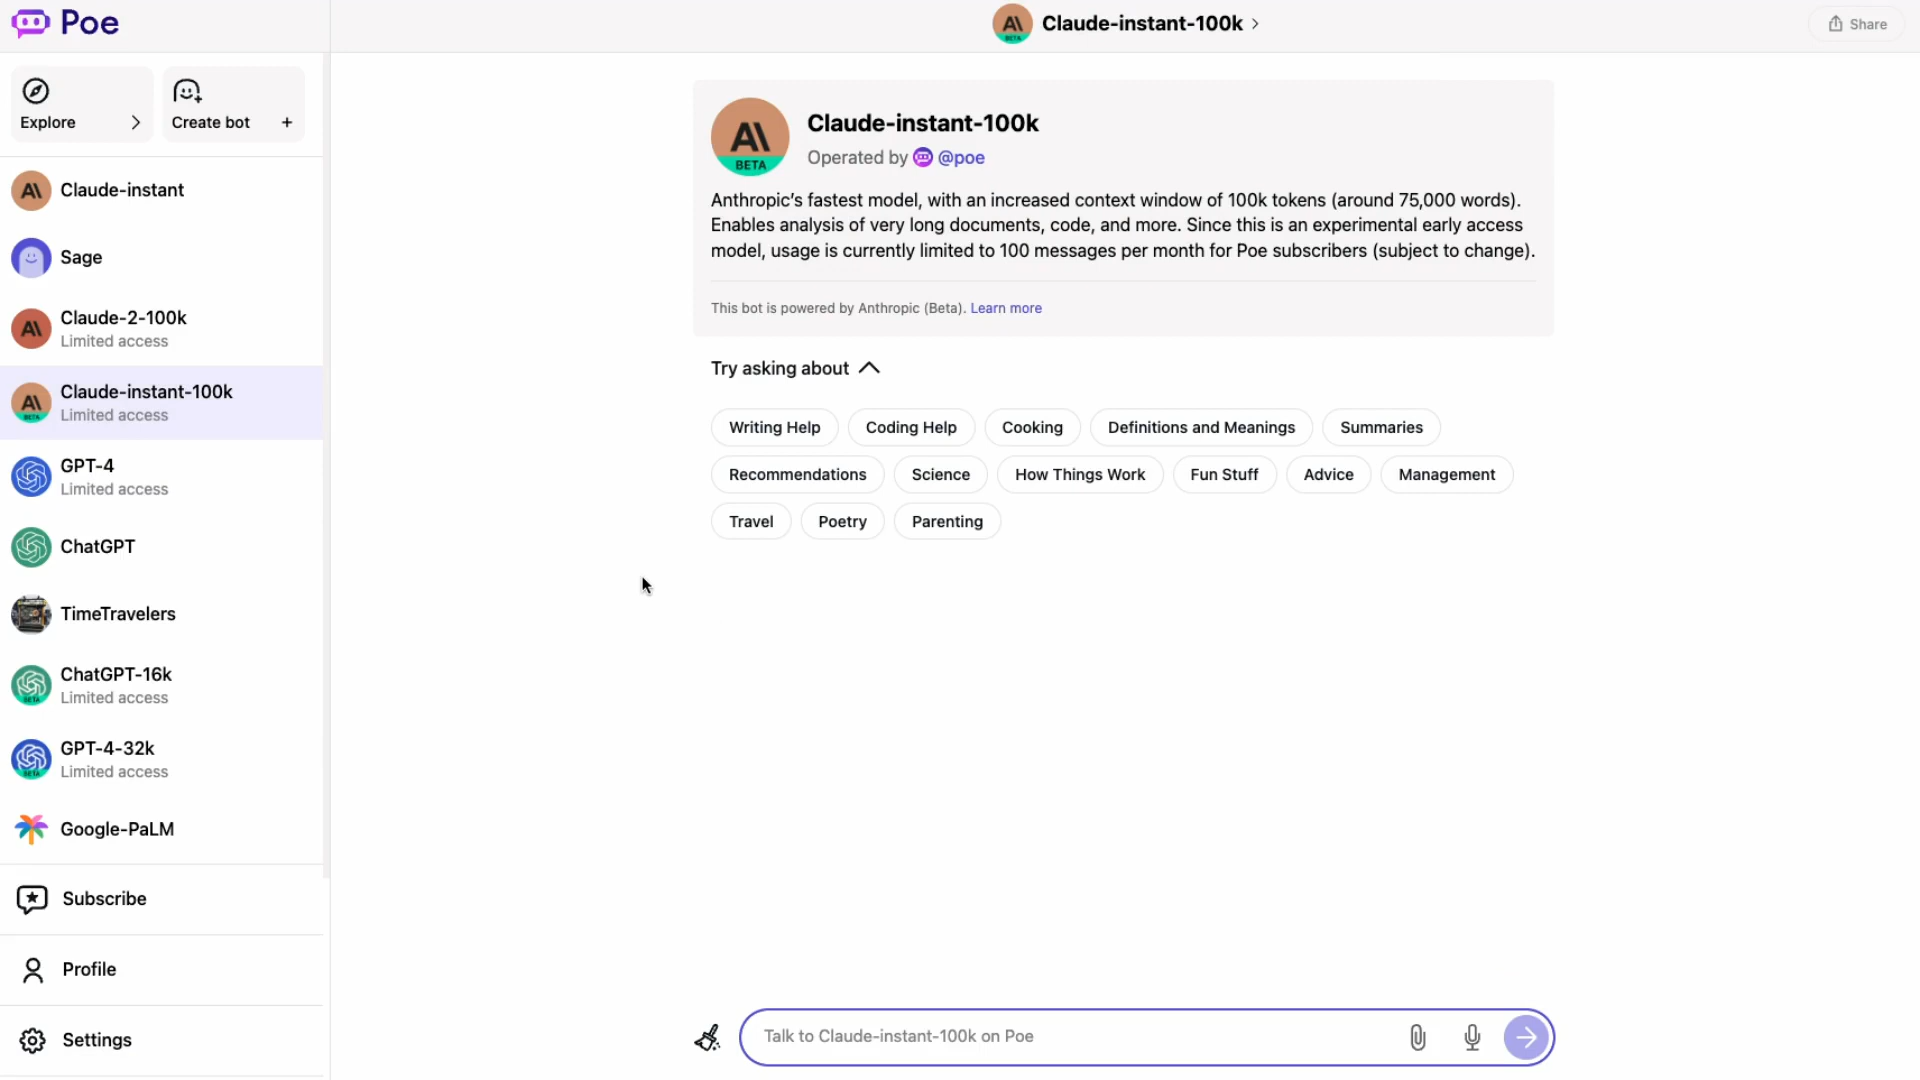 Poe
Claude-instant-100k
Share
Explore
Create bot +
Claude-instant
Sage
Claude-2-100k
Limited access
Claude-instant-100k
Limited access
GPT-4
Limited access
ChatGPT
TimeTravelers
ChatGPT-16k
Limited access
GPT-4-32k
Limited access
Google-PaLM
Subscribe
Profile
Settings
BETA
Claude-instant-100k
Operated by @poe
Anthropic's fastest model, with an increased context window of 100k tokens (around 75,000 words).
Enables analysis of very long documents, code, and more. Since this is an experimental early access
model, usage is currently limited to 100 messages per month for Poe subscribers (subject to change).
This bot is powered by Anthropic (Beta). Learn more
Try asking about
Writing Help Coding Help Cooking Definitions and Meanings Summaries
Recommendations Science How Things Work Fun Stuff Advice Management
Travel Poetry Parenting
Talk to Claude-instant-100k on Poe